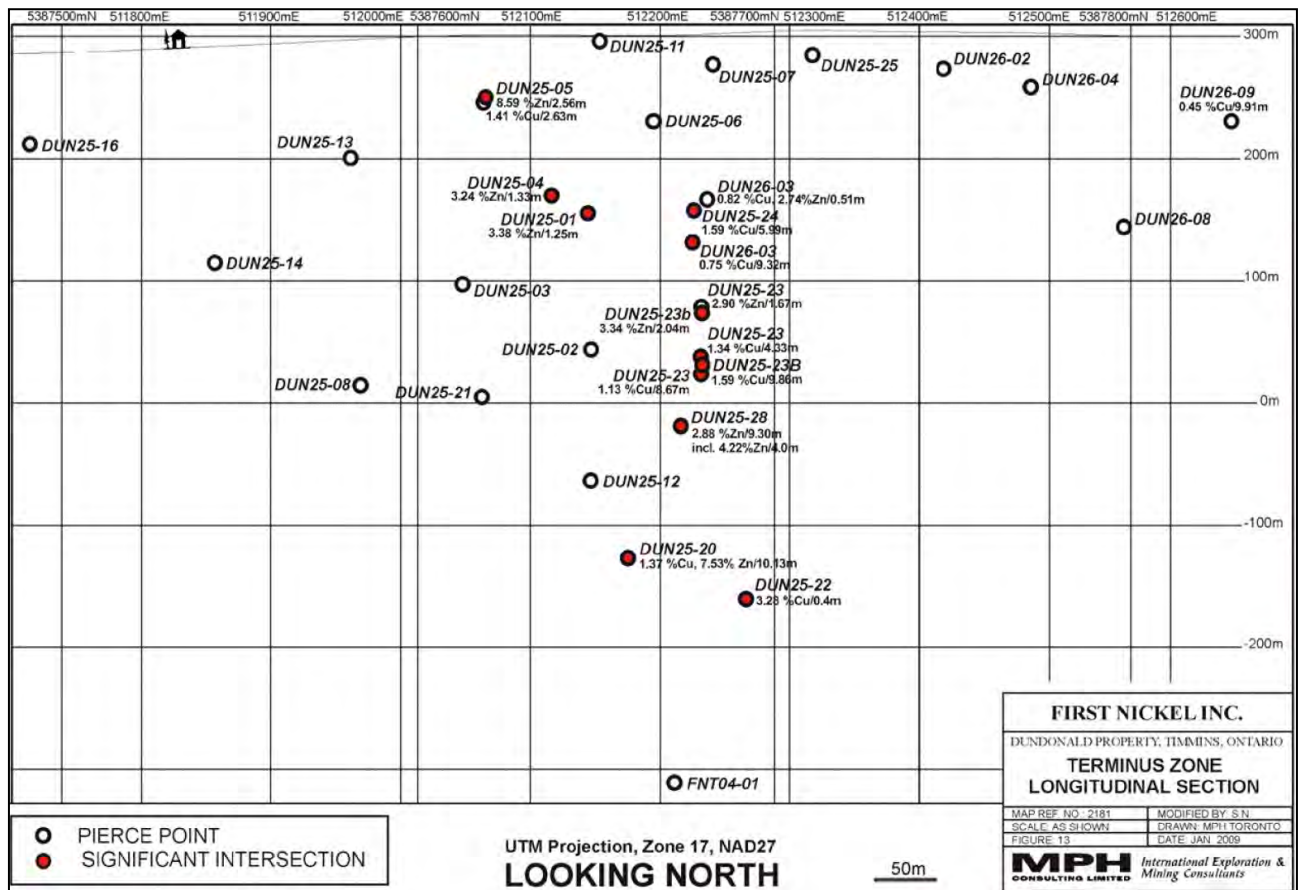 5387500mN 511800mE 511900mE 512000mE 5387600mN 512100mE 512200mE 5387700mN 512300mE 512400mE 512500mE 5387800mN 512600mE
300m
DUN25-11
DUN25-07
DUN25-25
DUN26-02
DUN26-04
DUN26-09
0.45 %Cu/9.91m
DUN25-05
8.59 %Zn/2.56m
1.41 %Cu/2.63m
DUN25-06
DUN25-16
DUN25-13
200m
DUN25-04
3.24 %Zn/1.33m
DUN25-01
3.38 %Zn/1.25m
DUN26-03
0.82 %Cu, 2.74%Zn/0.51m
DUN25-24
1.59 %Cu/5.99m
DUN26-03
0.75 %Cu/9.32m
DUN26-08
DUN25-14
DUN25-03
100m
DUN25-23
2.90 %Zn/1.67m
DUN25-23b
3.34 %Zn/2.04m
DUN25-23
1.34 %Cu/4.33m
DUN25-02
DUN25-23B
1.59 %Cu/9.86m
DUN25-23
1.13 %Cu/8.67m
DUN25-08
DUN25-21
0m
DUN25-28
2.88 %Zn/9.30m
incl. 4.22%Zn/4.0m
DUN25-12
-100m
DUN25-20
1.37 %Cu, 7.53% Zn/10.13m
DUN25-22
3.28 %Cu/0.4m
-200m
FNT04-01
FIRST NICKEL INC.
DUNDONALD PROPERTY, TIMMINS, ONTARIO
TERMINUS ZONE
LONGITUDINAL SECTION
MAP REF. NO.: 2181 MODIFIED BY: S.N.
SCALE: AS SHOWN DRAWN: MPH TORONTO
FIGURE: 13 DATE: JAN. 2009
MPH International Exploration &
CONSULTING LIMITED Mining Consultants
PIERCE POINT
SIGNIFICANT INTERSECTION
UTM Projection, Zone 17, NAD27
LOOKING NORTH
50m